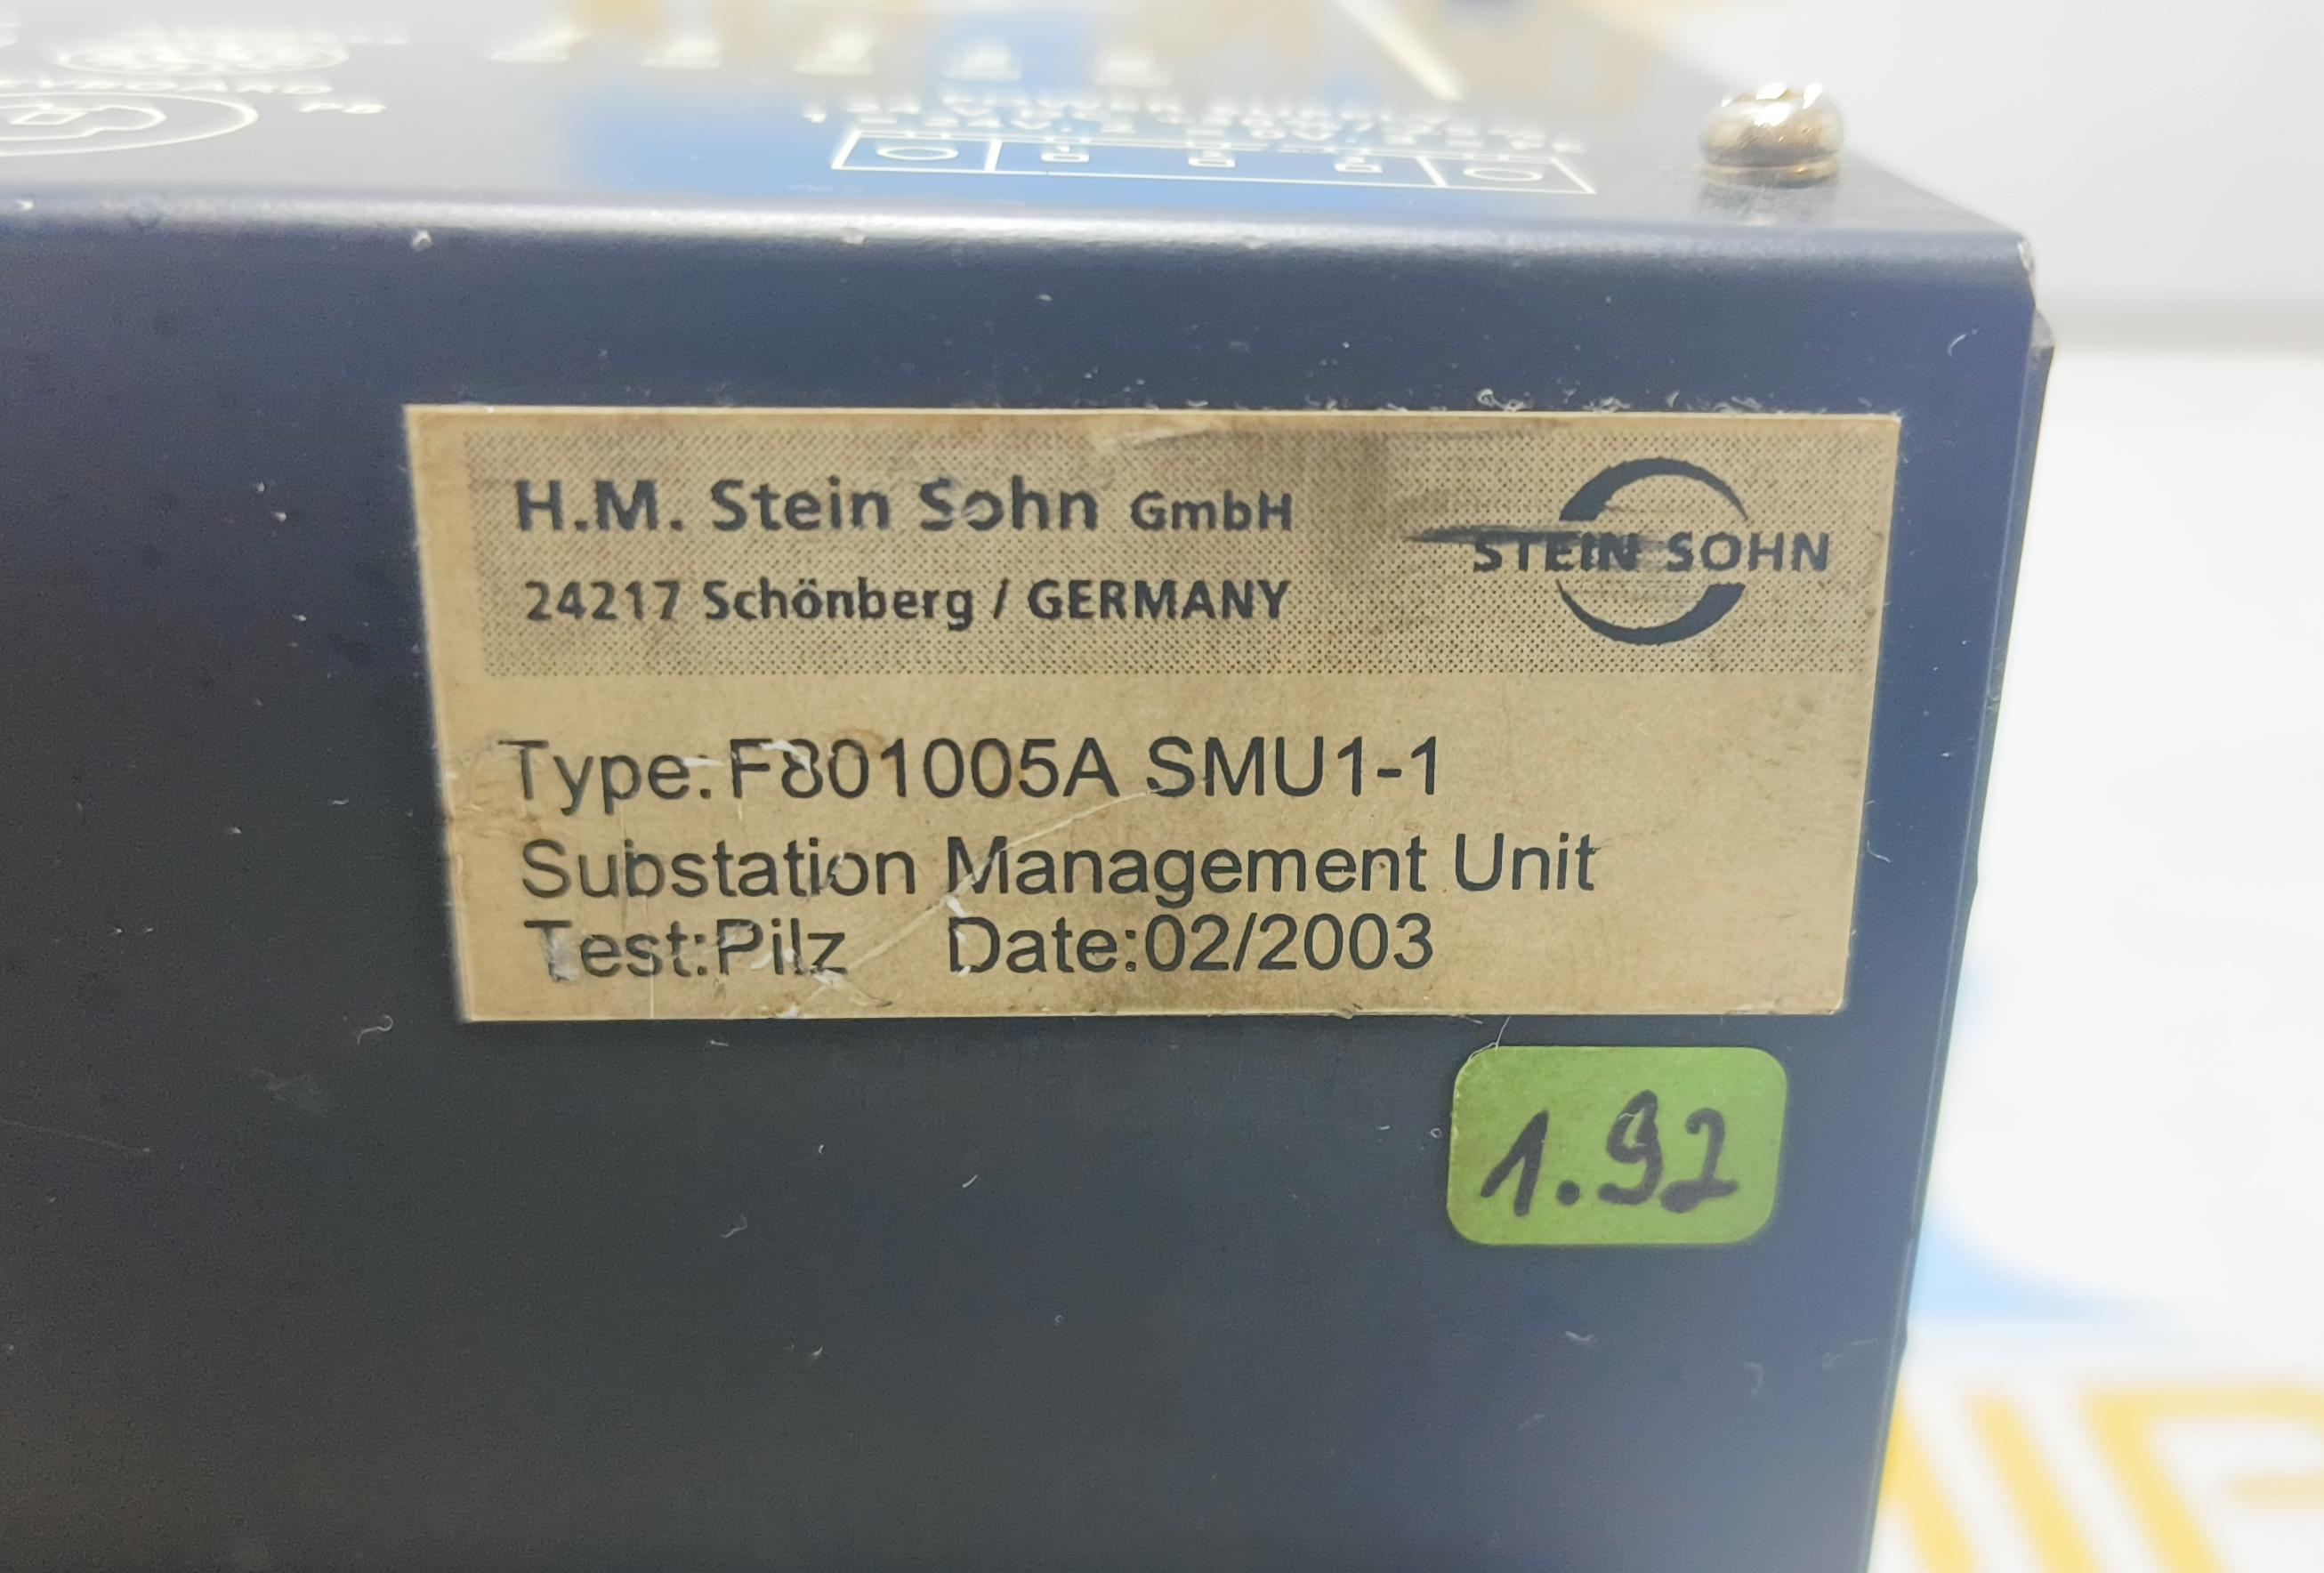 H.M. Stein Sohn GmbH
24217 Schönberg / GERMANY
STEIN SOHN
Type:F801005A SMU1-1
Substation Management Unit
Test:Pilz Date:02/2003
1.92